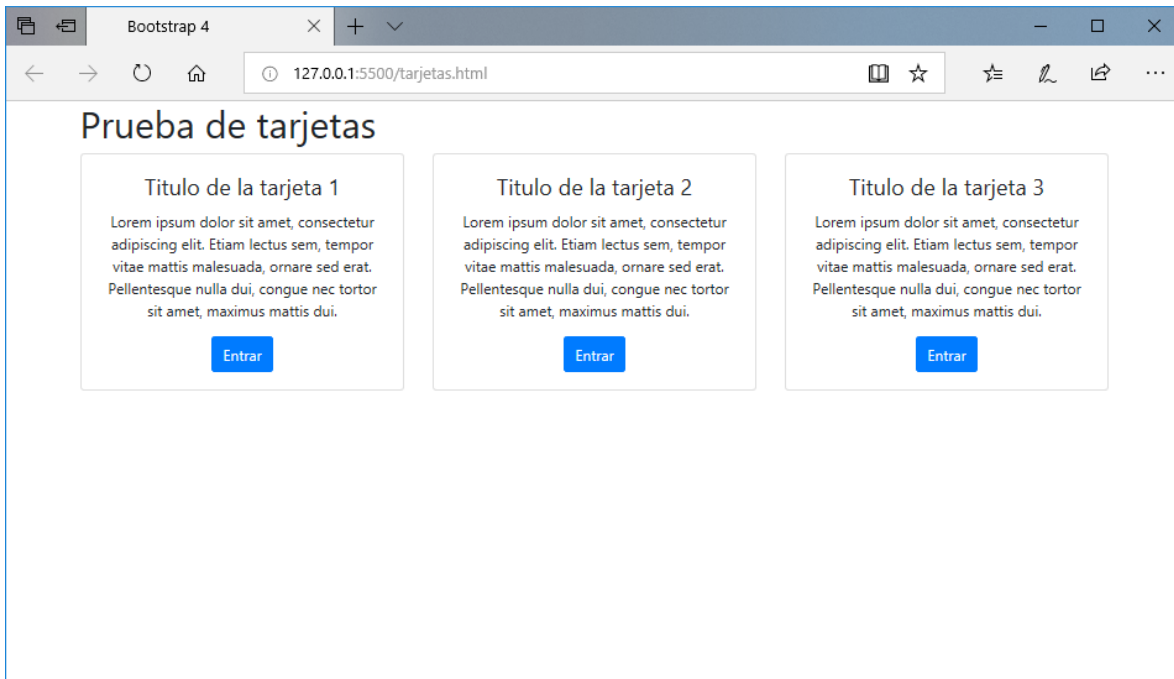 Bootstrap 4
127.0.0.1:5500/tarjetas.html
Prueba de tarjetas
Titulo de la tarjeta 1
Lorem ipsum dolor sit amet, consectetur
adipiscing elit. Etiam lectus sem, tempor
vitae mattis malesuada, ornare sed erat.
Pellentesque nulla dui, congue nec tortor
sit amet, maximus mattis dui.
Entrar
Titulo de la tarjeta 2
Lorem ipsum dolor sit amet, consectetur
adipiscing elit. Etiam lectus sem, tempor
vitae mattis malesuada, ornare sed erat.
Pellentesque nulla dui, congue nec tortor
sit amet, maximus mattis dui.
Entrar
Titulo de la tarjeta 3
Lorem ipsum dolor sit amet, consectetur
adipiscing elit. Etiam lectus sem, tempor
vitae mattis malesuada, ornare sed erat.
Pellentesque nulla dui, congue nec tortor
sit amet, maximus mattis dui.
Entrar